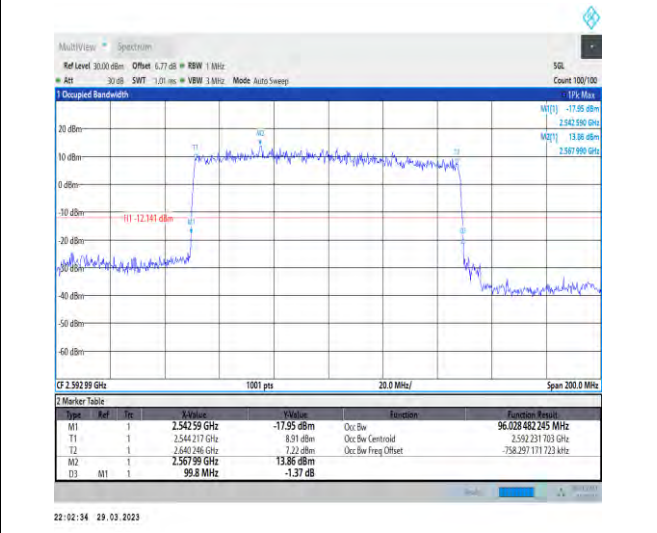 MultiView Spectrum
Ref Level 30.00 dBm Offset 6.77 dB RBW 1 MHz SGL
Att 30 dB SWT 1.01 ms VBW 3 MHz Mode Auto Sweep Count 100/100
1 Occupied Bandwidth 1Pk Max
M1[1] -17.95 dBm
2.542 590 GHz
M2[1] 13.86 dBm
2.567 990 GHz
20 dBm
M2
T1
T2
10 dBm
0 dBm
-10 dBm
H1 -12.141 dBm
M1
-20 dBm
D3
-30 dBm
-40 dBm
-50 dBm
-60 dBm
CF 2.592 99 GHz 1001 pts 20.0 MHz/ Span 200.0 MHz
2 Marker Table
Type Ref Trc X-Value Y-Value Function Function Result
M1 1 2.542 59 GHz -17.95 dBm Occ Bw 96.028 482 245 MHz
T1 1 2.544 217 GHz 8.91 dBm Occ Bw Centroid 2.592 231 703 GHz
T2 1 2.640 246 GHz 7.22 dBm Occ Bw Freq Offset -758.297 171 723 kHz
M2 1 2.567 99 GHz 13.86 dBm
D3 M1 1 99.8 MHz -1.37 dB
22:02:34 29.03.2023